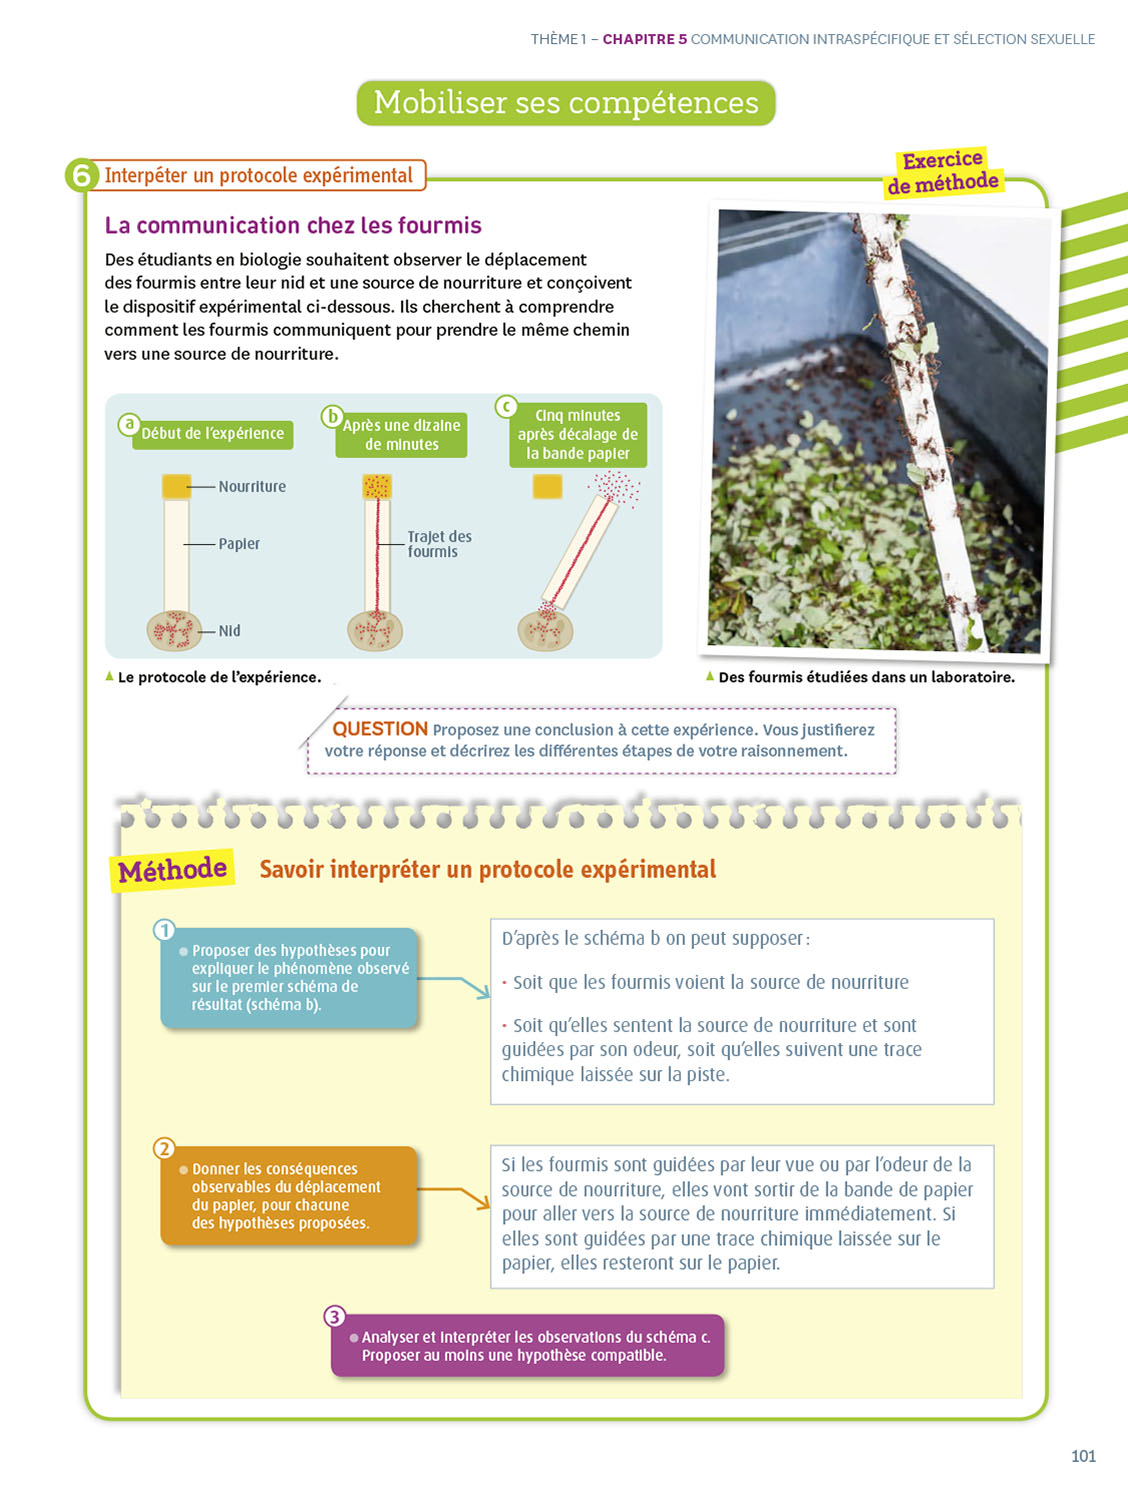 THÈME 1 – CHAPITRE 5 COMMUNICATION INTRASPÉCIFIQUE ET SÉLECTION SEXUELLE
Mobiliser ses compétences
6 Interpéter un protocole expérimental
Exercice
de méthode
La communication chez les fourmis
Des étudiants en biologie souhaitent observer le déplacement
des fourmis entre leur nid et une source de nourriture et conçoivent
le dispositif expérimental ci-dessous. Ils cherchent à comprendre
comment les fourmis communiquent pour prendre le même chemin
vers une source de nourriture.
a Début de l'expérience
Nourriture
Papier
Nid
b Après une dizaine
de minutes
Trajet des
fourmis
c Cinq minutes
après décalage de
la bande papier
Le protocole de l'expérience.
Des fourmis étudiées dans un laboratoire.
QUESTION Proposez une conclusion à cette expérience. Vous justifierez
votre réponse et décrirez les différentes étapes de votre raisonnement.
Méthode Savoir interpréter un protocole expérimental
1
• Proposer des hypothèses pour
expliquer le phénomène observé
sur le premier schéma de
résultat (schéma b).
D'après le schéma b on peut supposer :
• Soit que les fourmis voient la source de nourriture
• Soit qu'elles sentent la source de nourriture et sont
guidées par son odeur, soit qu'elles suivent une trace
chimique laissée sur la piste.
2
• Donner les conséquences
observables du déplacement
du papier, pour chacune
des hypothèses proposées.
Si les fourmis sont guidées par leur vue ou par l'odeur de la
source de nourriture, elles vont sortir de la bande de papier
pour aller vers la source de nourriture immédiatement. Si
elles sont guidées par une trace chimique laissée sur le
papier, elles resteront sur le papier.
3
• Analyser et interpréter les observations du schéma c.
Proposer au moins une hypothèse compatible.
101